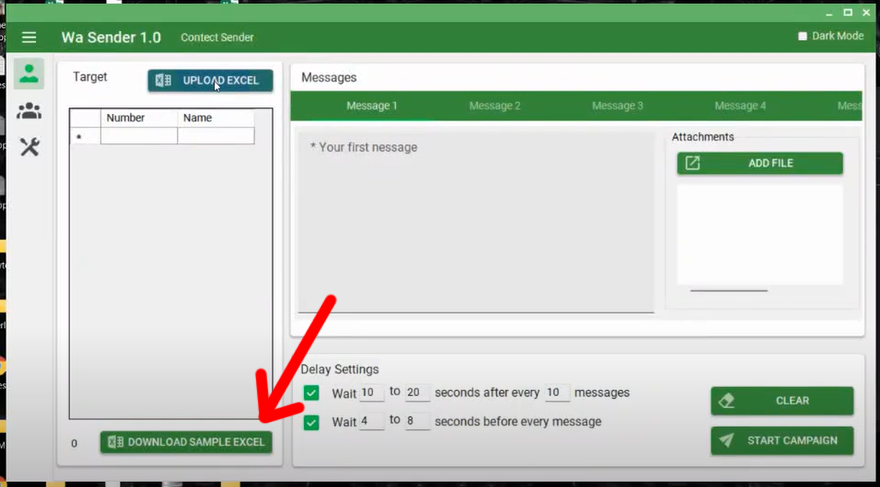 Wa Sender 1.0
Contect Sender
Dark Mode
Target
UPLOAD EXCEL
Number Name
*
0
DOWNLOAD SAMPLE EXCEL
Messages
Message 1 Message 2 Message 3 Message 4 Mess
* Your first nessage
Attachments
ADD FILE
Delay Settings
Wait 10 to 20 seconds after every 10 messages
Wait 4 to 8 seconds before every message
CLEAR
START CAMPAIGN